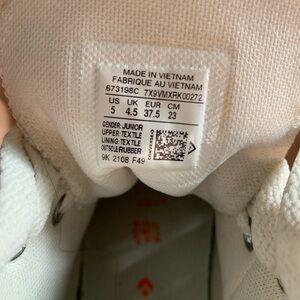 MADE IN VIETNAM
FABRIQUE AU VIETNAM
673198C 7X9VMXRK00272
US UK EUR CM
5 4.5 37.5 23
GENDER: JUNIOR
UPPER: TEXTILE
LINING: TEXTILE
OUTSOLE: RUBBER
9K 2108 F49
CONVERSE